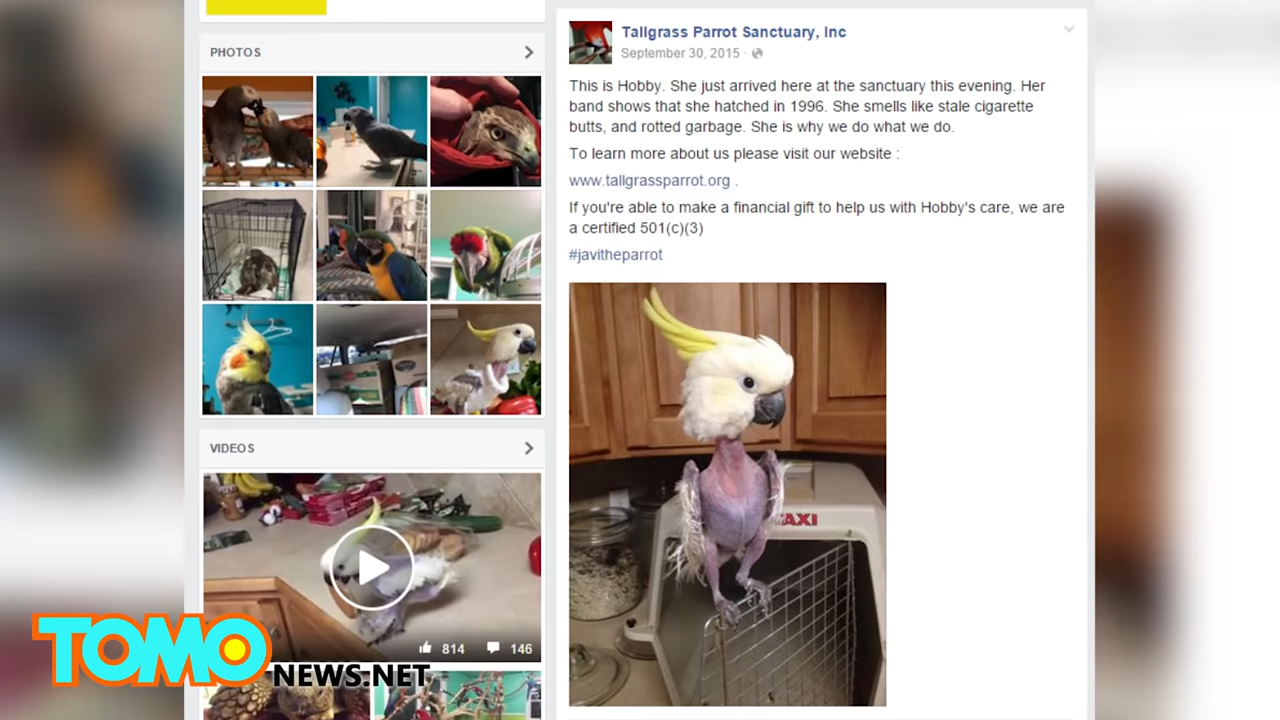 PHOTOS
VIDEOS
814 146
TOMO
NEWS.NET
Tallgrass Parrot Sanctuary, Inc
September 30, 2015 ·
This is Hobby. She just arrived here at the sanctuary this evening. Her
band shows that she hatched in 1996. She smells like stale cigarette
butts, and rotted garbage. She is why we do what we do.
To learn more about us please visit our website :
www.tallgrassparrot.org .
If you're able to make a financial gift to help us with Hobby's care, we are
a certified 501(c)(3)
#javitheparrot
AXI